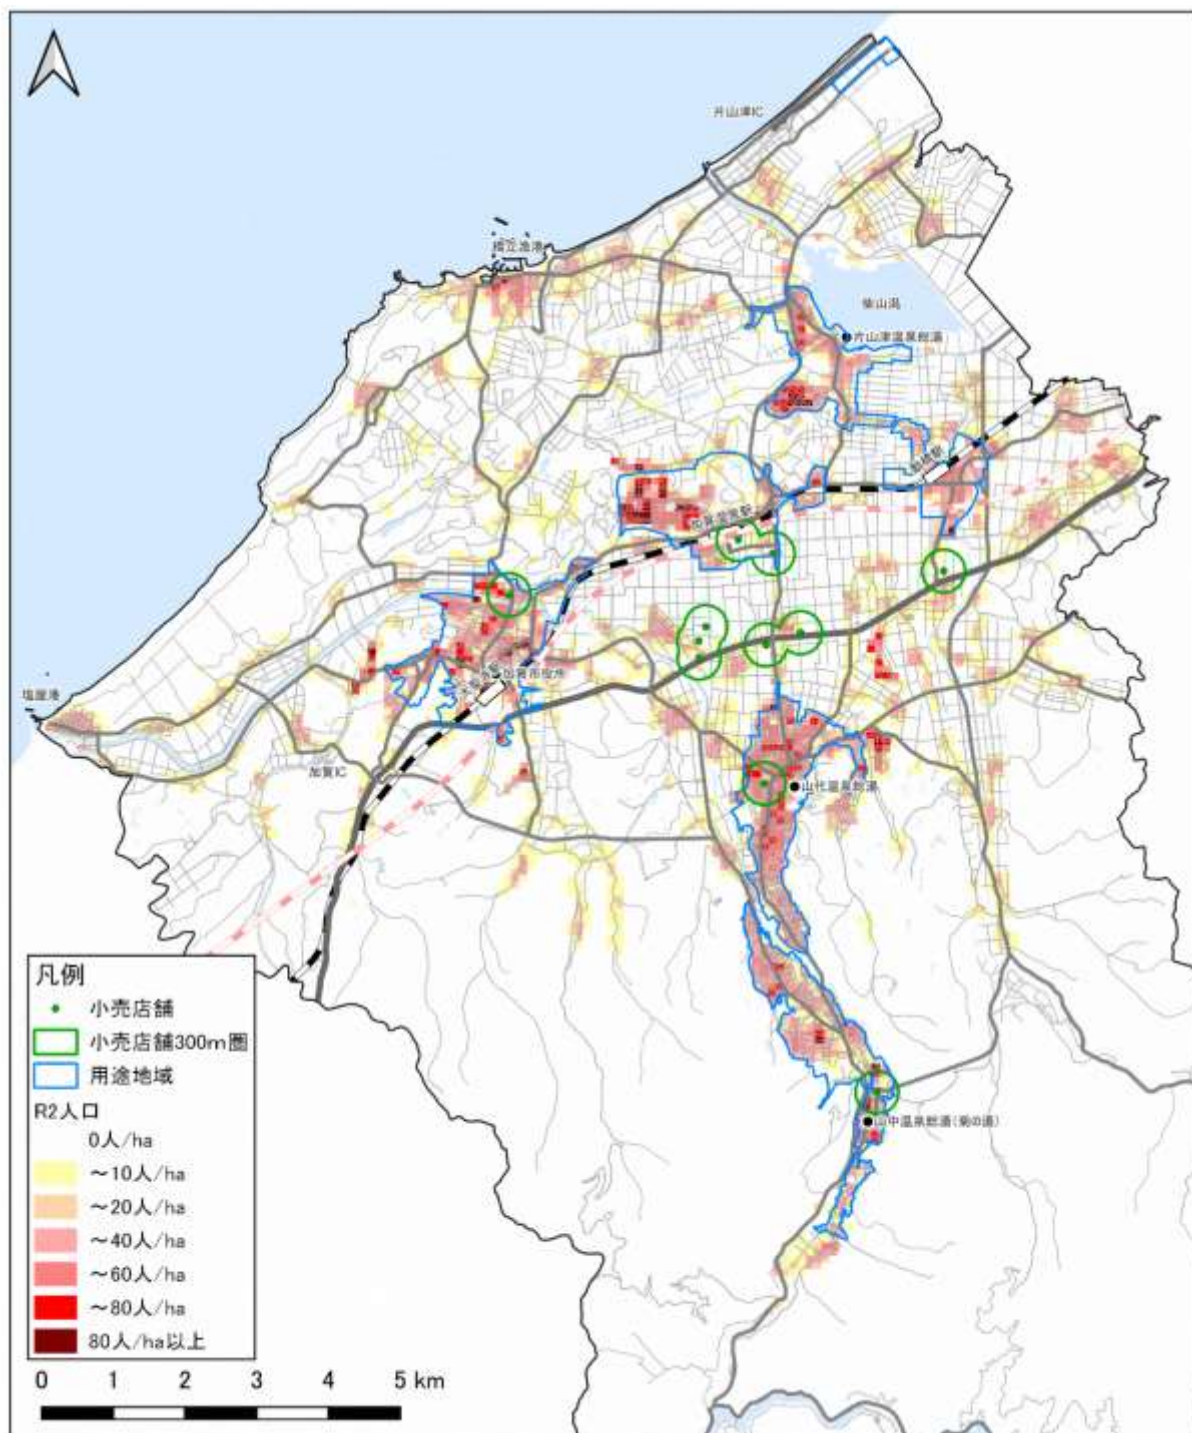 片山津IC
橋立漁港
柴山潟
片山津温泉総湯
動橋駅
加賀温泉駅
加賀市役所
塩屋港
加賀IC
山代温泉総湯
山中温泉総湯(菊の湯)
凡例
小売店舗
小売店舗300m圏
用途地域
R2人口
0人/ha
～10人/ha
～20人/ha
～40人/ha
～60人/ha
～80人/ha
80人/ha以上
0 1 2 3 4 5 km